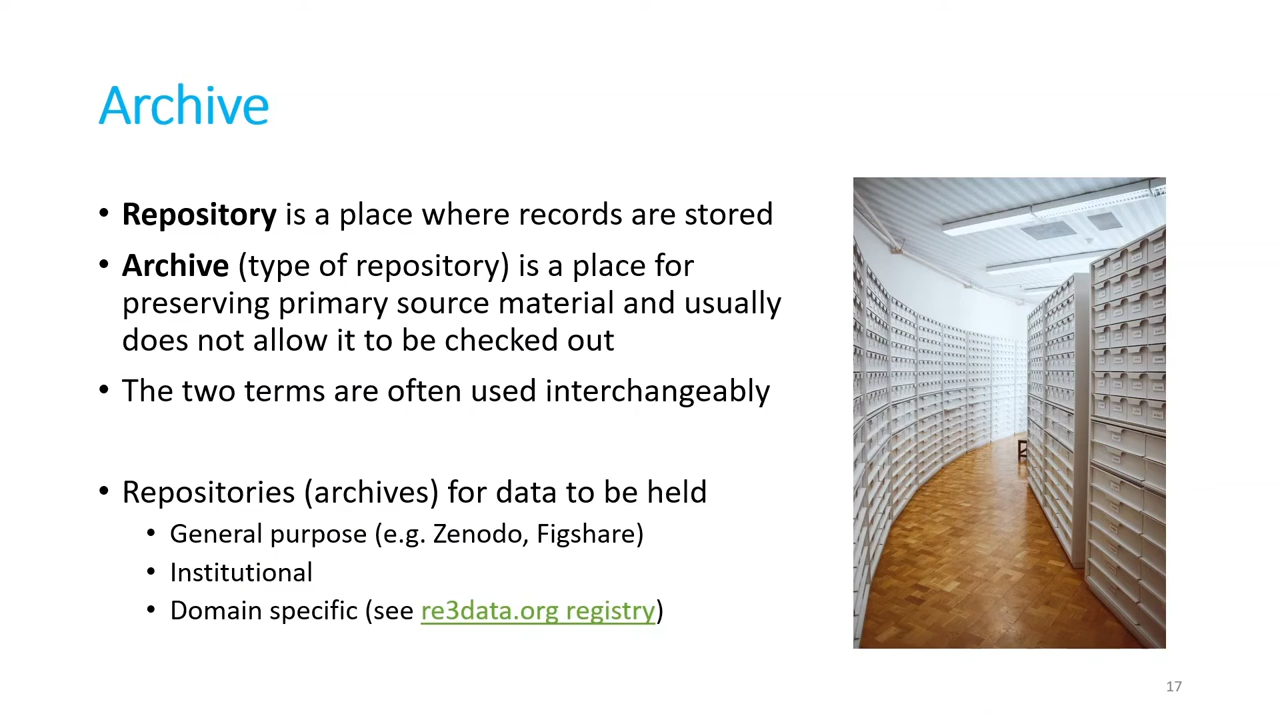 Archive
• Repository is a place where records are stored
• Archive (type of repository) is a place for
preserving primary source material and usually
does not allow it to be checked out
• The two terms are often used interchangeably
• Repositories (archives) for data to be held
• General purpose (e.g. Zenodo, Figshare)
• Institutional
• Domain specific (see re3data.org registry)
17